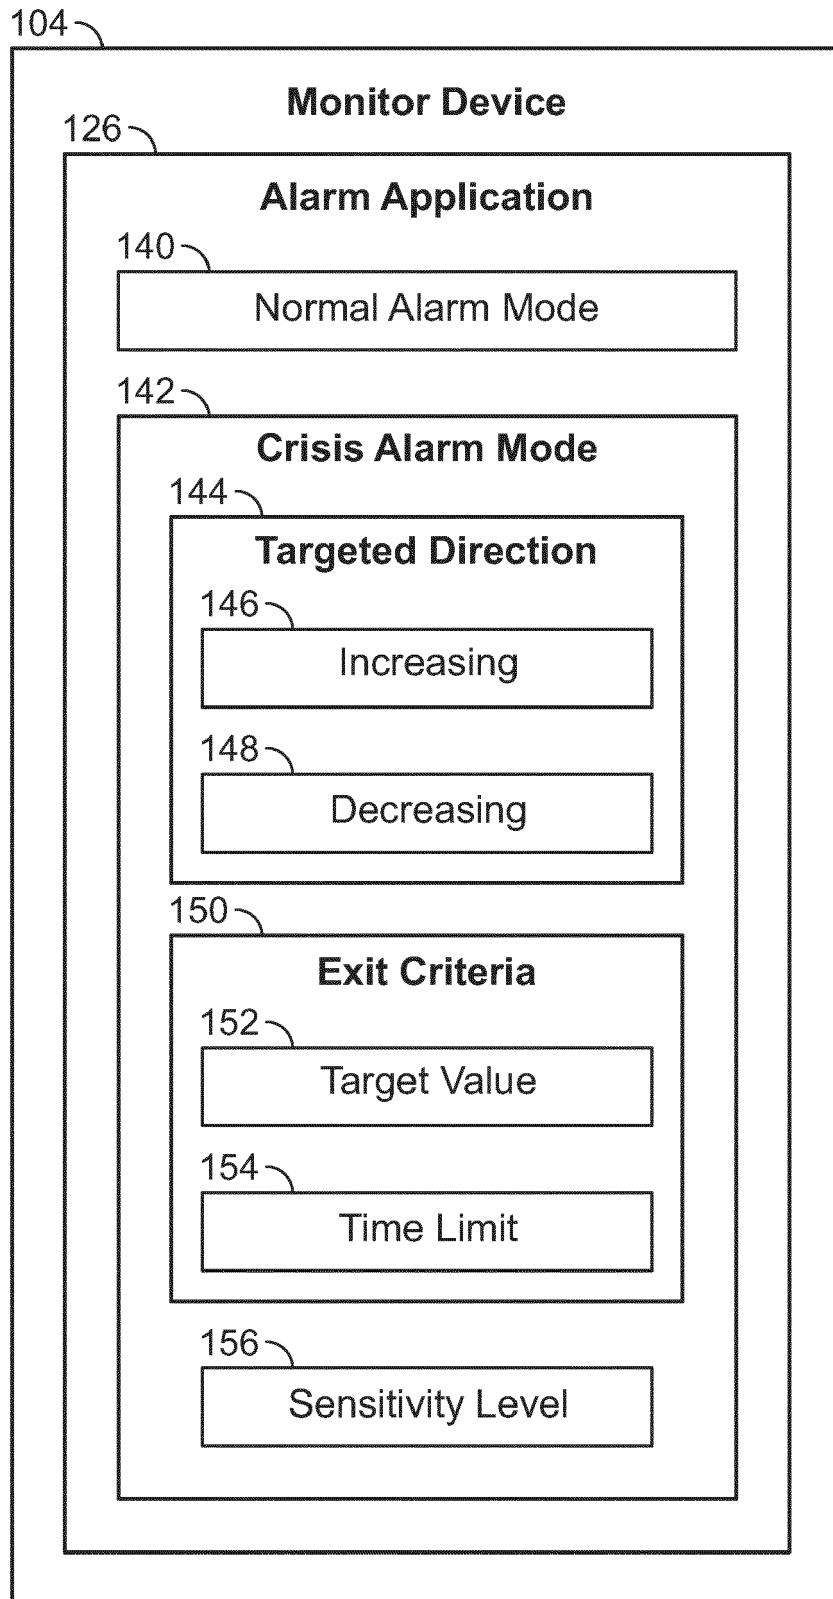 104
Monitor Device
126
Alarm Application
140
Normal Alarm Mode
142
Crisis Alarm Mode
144
Targeted Direction
146
Increasing
148
Decreasing
150
Exit Criteria
152
Target Value
154
Time Limit
156
Sensitivity Level